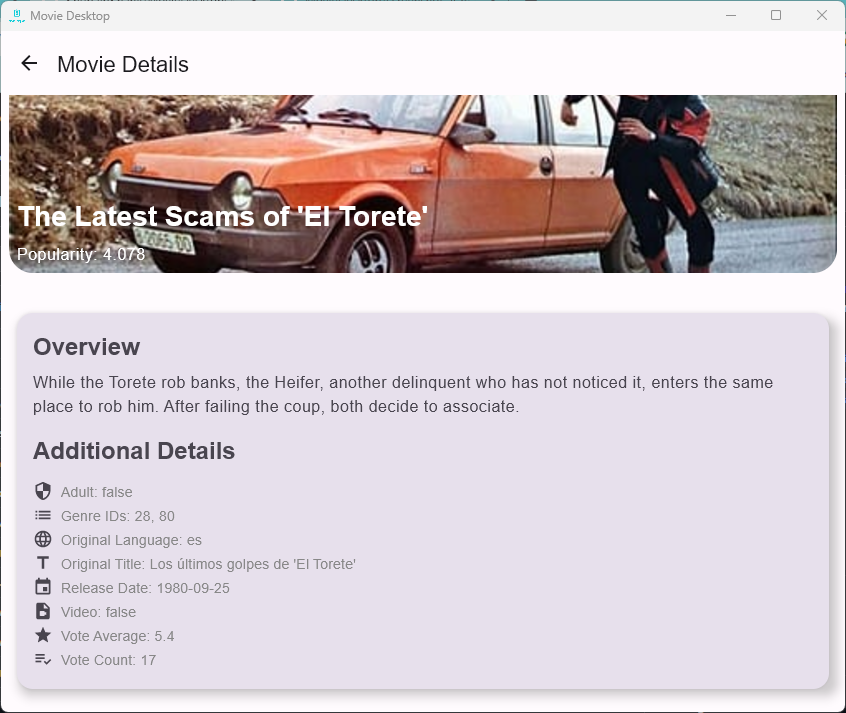 Movie Desktop
Movie Details
The Latest Scams of 'El Torete'
Popularity: 4.078
Overview
While the Torete rob banks, the Heifer, another delinquent who has not noticed it, enters the same
place to rob him. After failing the coup, both decide to associate.
Additional Details
Adult: false
Genre IDs: 28, 80
Original Language: es
Original Title: Los últimos golpes de 'El Torete'
Release Date: 1980-09-25
Video: false
Vote Average: 5.4
Vote Count: 17